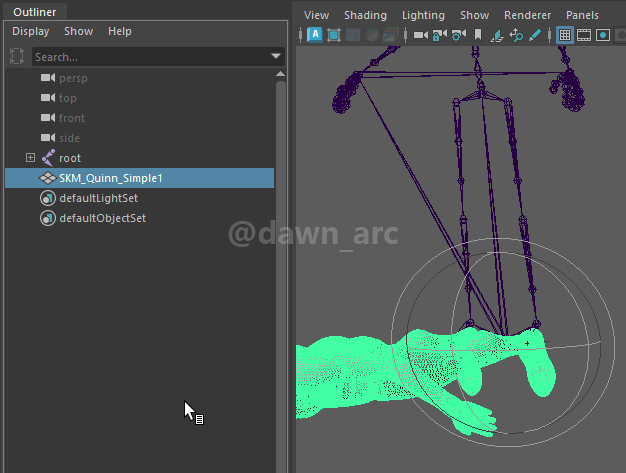 Outliner
Display Show Help
Search...
persp
top
front
side
root
SKM_Quinn_Simple1
defaultLightSet
defaultObjectSet
View Shading Lighting Show Renderer Panels
A
@dawn_arc